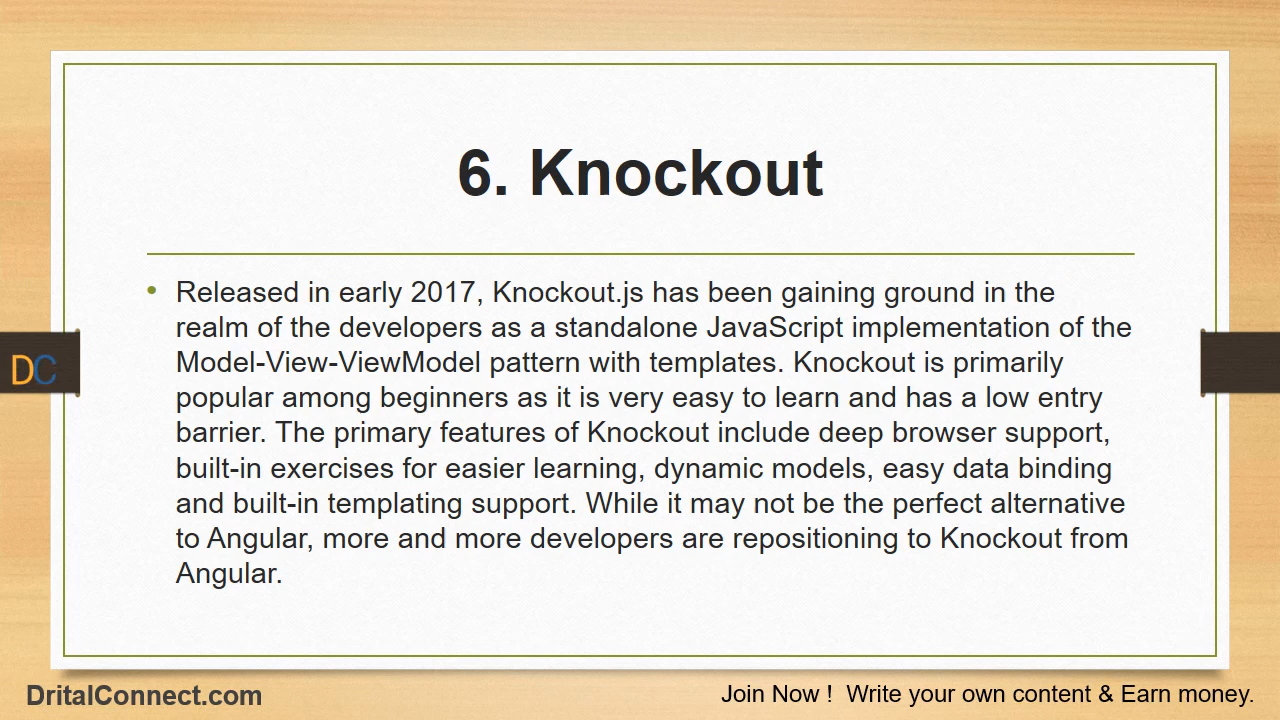 6. Knockout
• Released in early 2017, Knockout.js has been gaining ground in the
realm of the developers as a standalone JavaScript implementation of the
Model-View-ViewModel pattern with templates. Knockout is primarily
popular among beginners as it is very easy to learn and has a low entry
barrier. The primary features of Knockout include deep browser support,
built-in exercises for easier learning, dynamic models, easy data binding
and built-in templating support. While it may not be the perfect alternative
to Angular, more and more developers are repositioning to Knockout from
Angular.
DC
DritalConnect.com
Join Now !  Write your own content & Earn money.